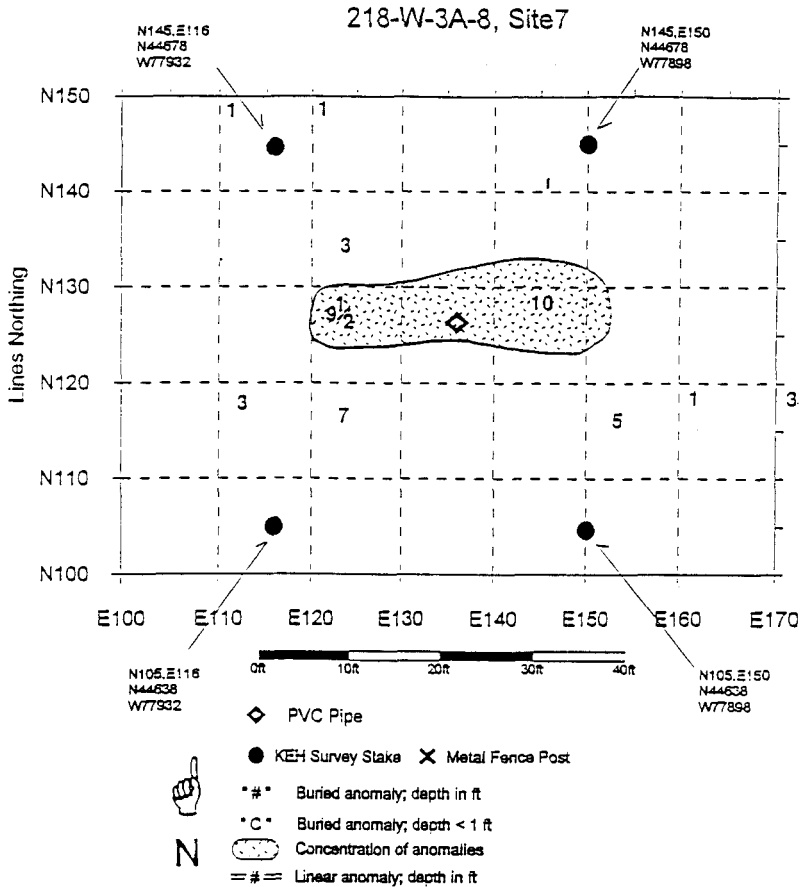 218-W-3A-8, Site7
N145,E116
N44678
W77932
N145,E150
N44678
W77898
N150
1
1
N140
1
3
Lines Northing
N130
1
9
2
10
N120
3
7
5
1
3
N110
N100
E100 E110 E120 E130 E140 E150 E160 E170
0ft 10ft 20ft 30ft 40ft
N105,E116
N44638
W77932
N105,E150
N44638
W77898
PVC Pipe
KEH Survey Stake
Metal Fence Post
"#" Buried anomaly; depth in ft
"C" Buried anomaly; depth < 1 ft
N
Concentration of anomalies
=#= Linear anomaly; depth in ft